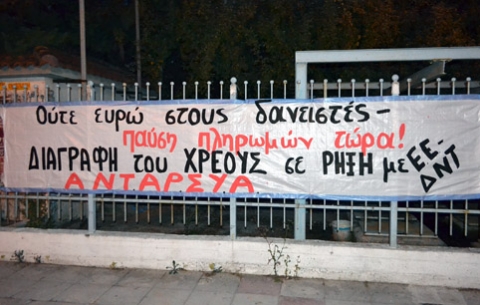 Ούτε ευρώ στους δανειστές-
παύση πληρωμών τώρα!
ΔΙΑΓΡΑΦΗ του ΧΡΕΟΥΣ σε ΡΗΞΗ με ΕΕ-ΔΝΤ
ΑΝΤΑΡΣΥΑ